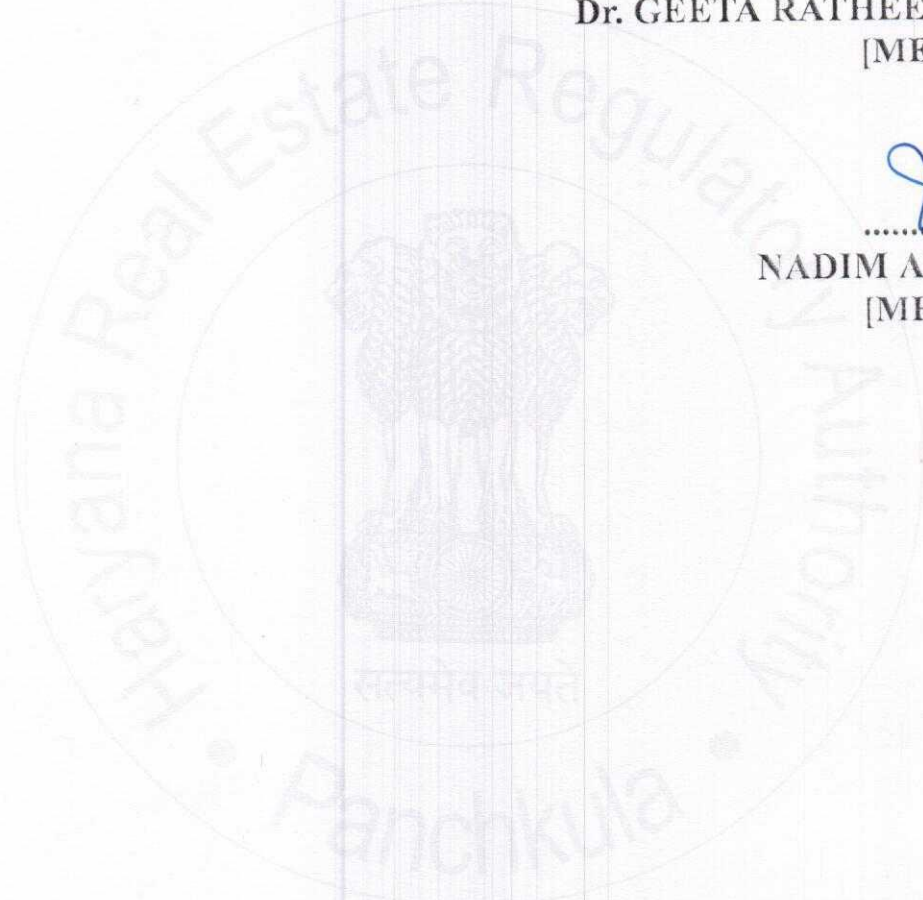 Dr. GEETA RATHEE
[ME
.....
NADIM A
[ME
Haryana Real Estate Regulatory Authority
सत्यमेव जयते
• Panchkula •